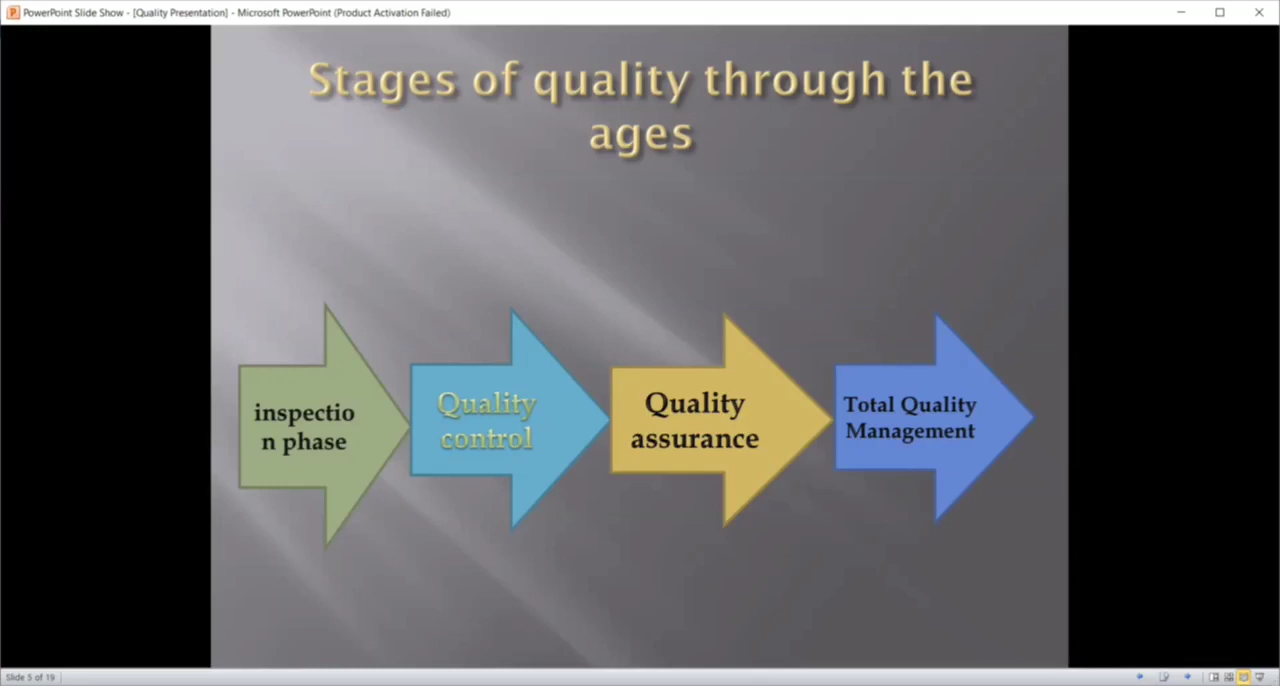 PowerPoint Slide Show - [Quality Presentation] - Microsoft PowerPoint (Product Activation Failed)
Stages of quality through the
ages
inspectio
n phase
Quality
control
Quality
assurance
Total Quality
Management
Slide 5 of 19